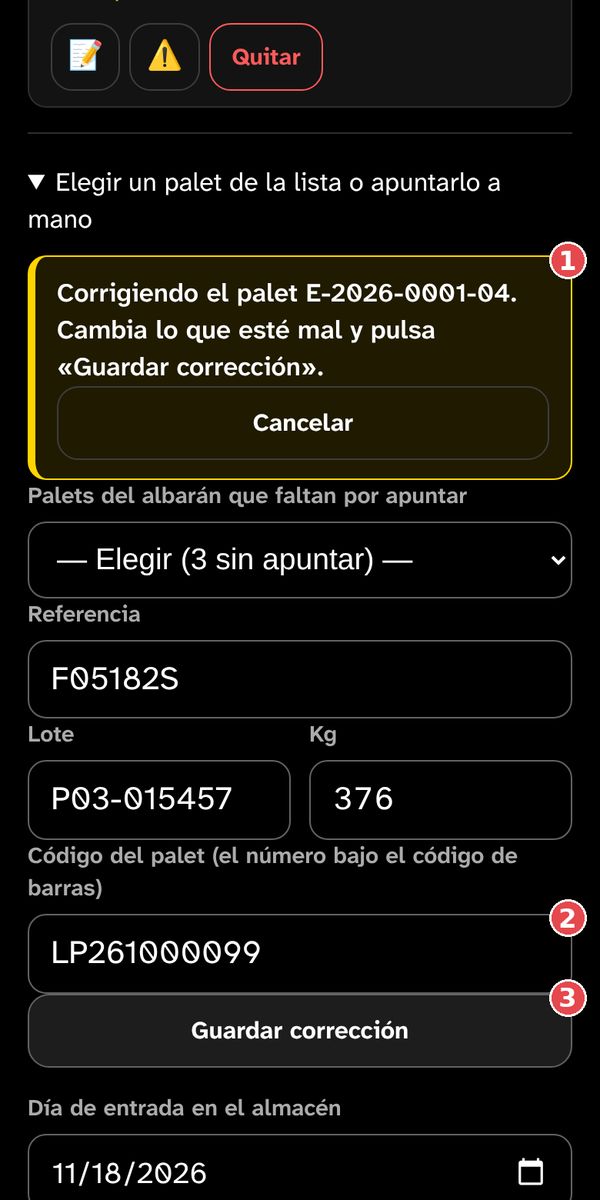 Quitar
▼ Elegir un palet de la lista o apuntarlo a
mano
1
Corrigiendo el palet E-2026-0001-04.
Cambia lo que esté mal y pulsa
«Guardar corrección».
Cancelar
Palets del albarán que faltan por apuntar
— Elegir (3 sin apuntar) —
Referencia
F05182S
Lote Kg
P03-015457 376
Código del palet (el número bajo el código de
barras)
2
LP261000099
3
Guardar corrección
Día de entrada en el almacén
11/18/2026